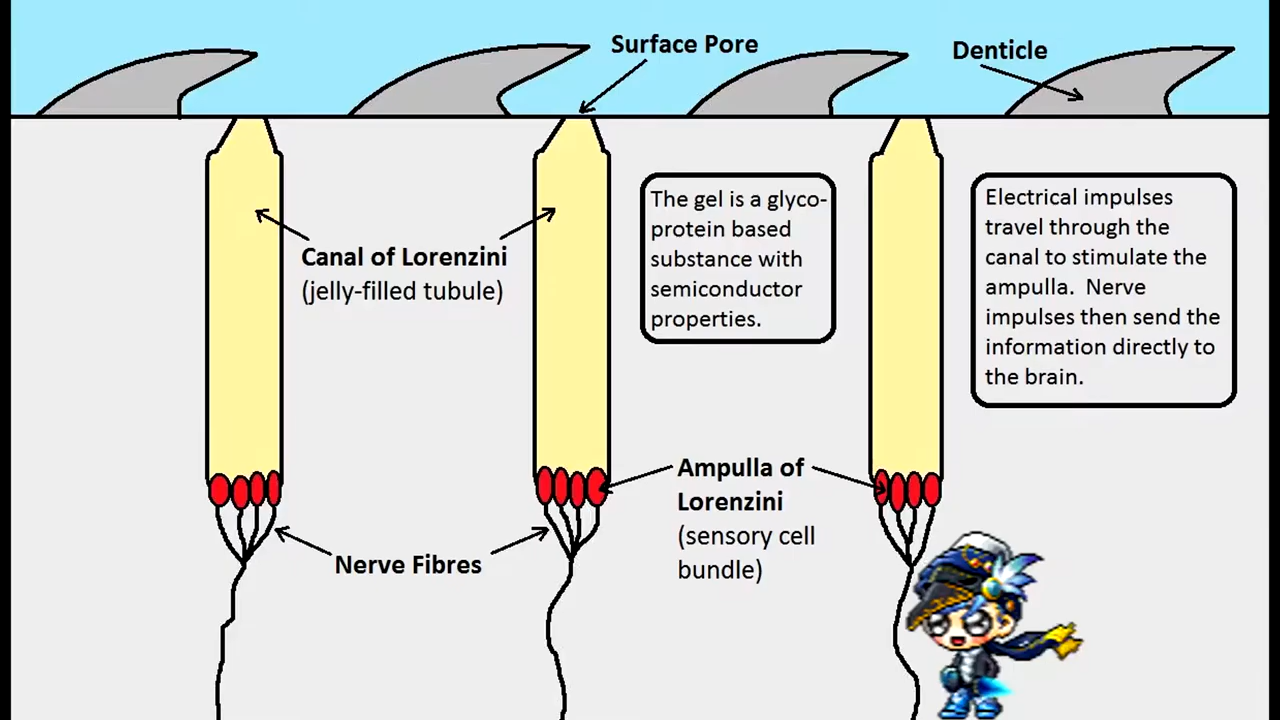 Surface Pore
Denticle
Canal of Lorenzini
(jelly-filled tubule)
The gel is a glyco-
protein based
substance with
semiconductor
properties.
Electrical impulses
travel through the
canal to stimulate the
ampulla.  Nerve
impulses then send the
information directly to
the brain.
Ampulla of
Lorenzini
(sensory cell
bundle)
Nerve Fibres